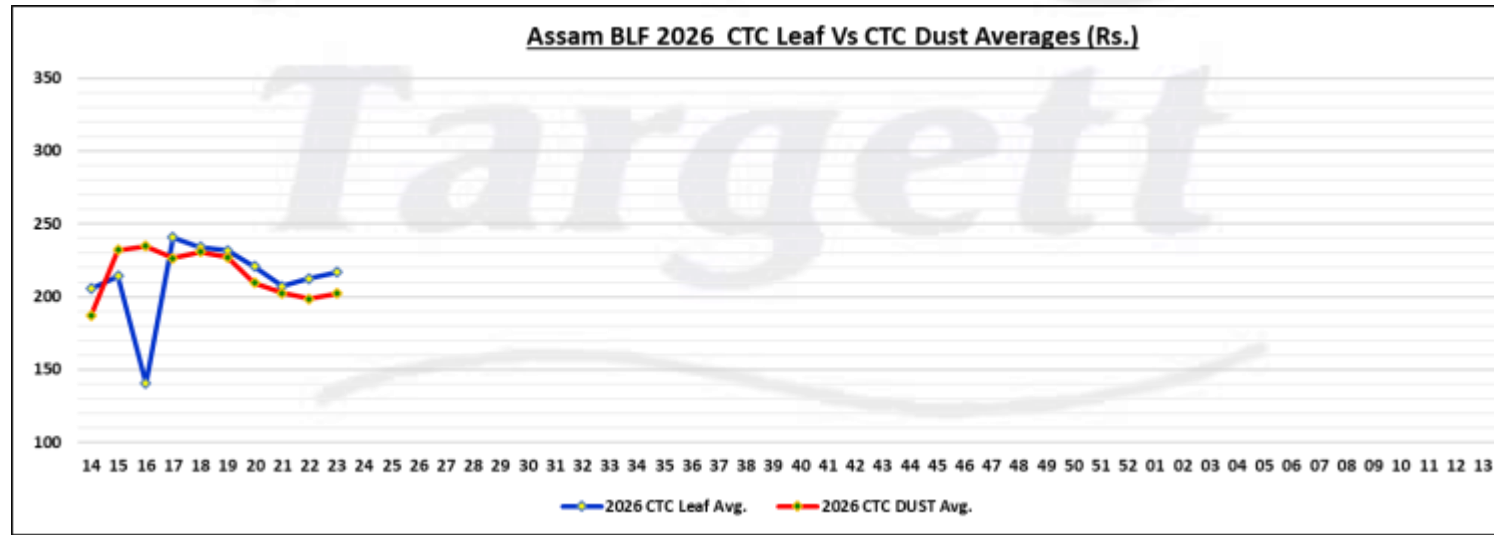 Assam BLF 2026 CTC Leaf Vs CTC Dust Averages (Rs.)
Targett
350
300
250
200
150
100
14 15 16 17 18 19 20 21 22 23 24 25 26 27 28 29 30 31 32 33 34 35 36 37 38 39 40 41 42 43 44 45 46 47 48 49 50 51 52 01 02 03 04 05 06 07 08 09 10 11 12 13
2026 CTC Leaf Avg. 2026 CTC DUST Avg.